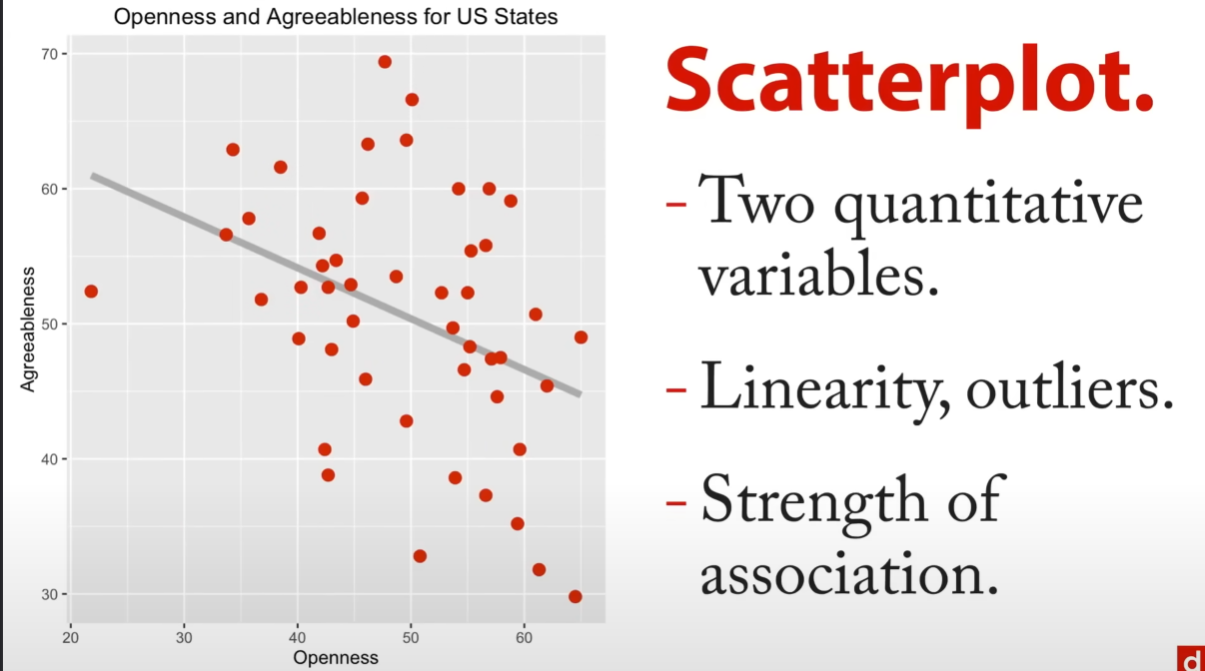 Openness and Agreeableness for US States
70
60
50
40
30
Agreeableness
20 30 40 50 60
Openness
Scatterplot.
– Two quantitative
variables.
– Linearity, outliers.
– Strength of
association.
d